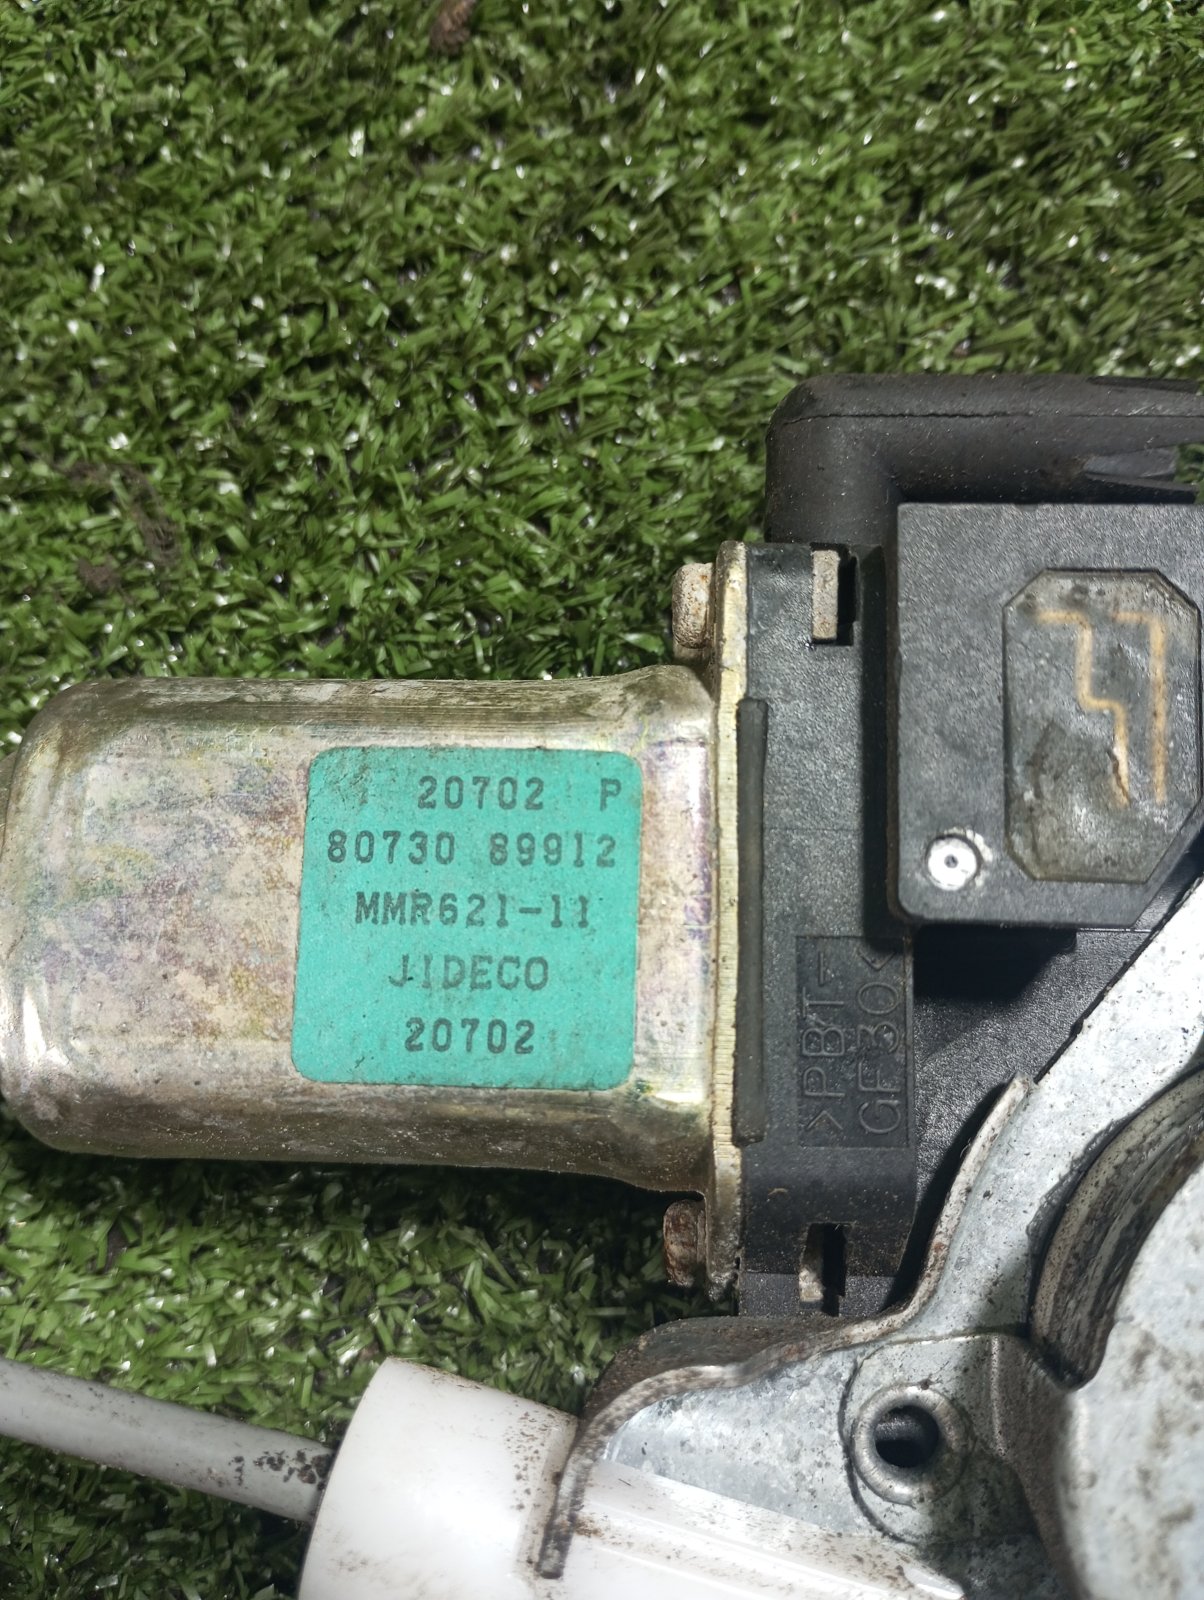 20702 P
80730 89912
MMR621-11
JIDECO
20702
>PBT-
GF30<